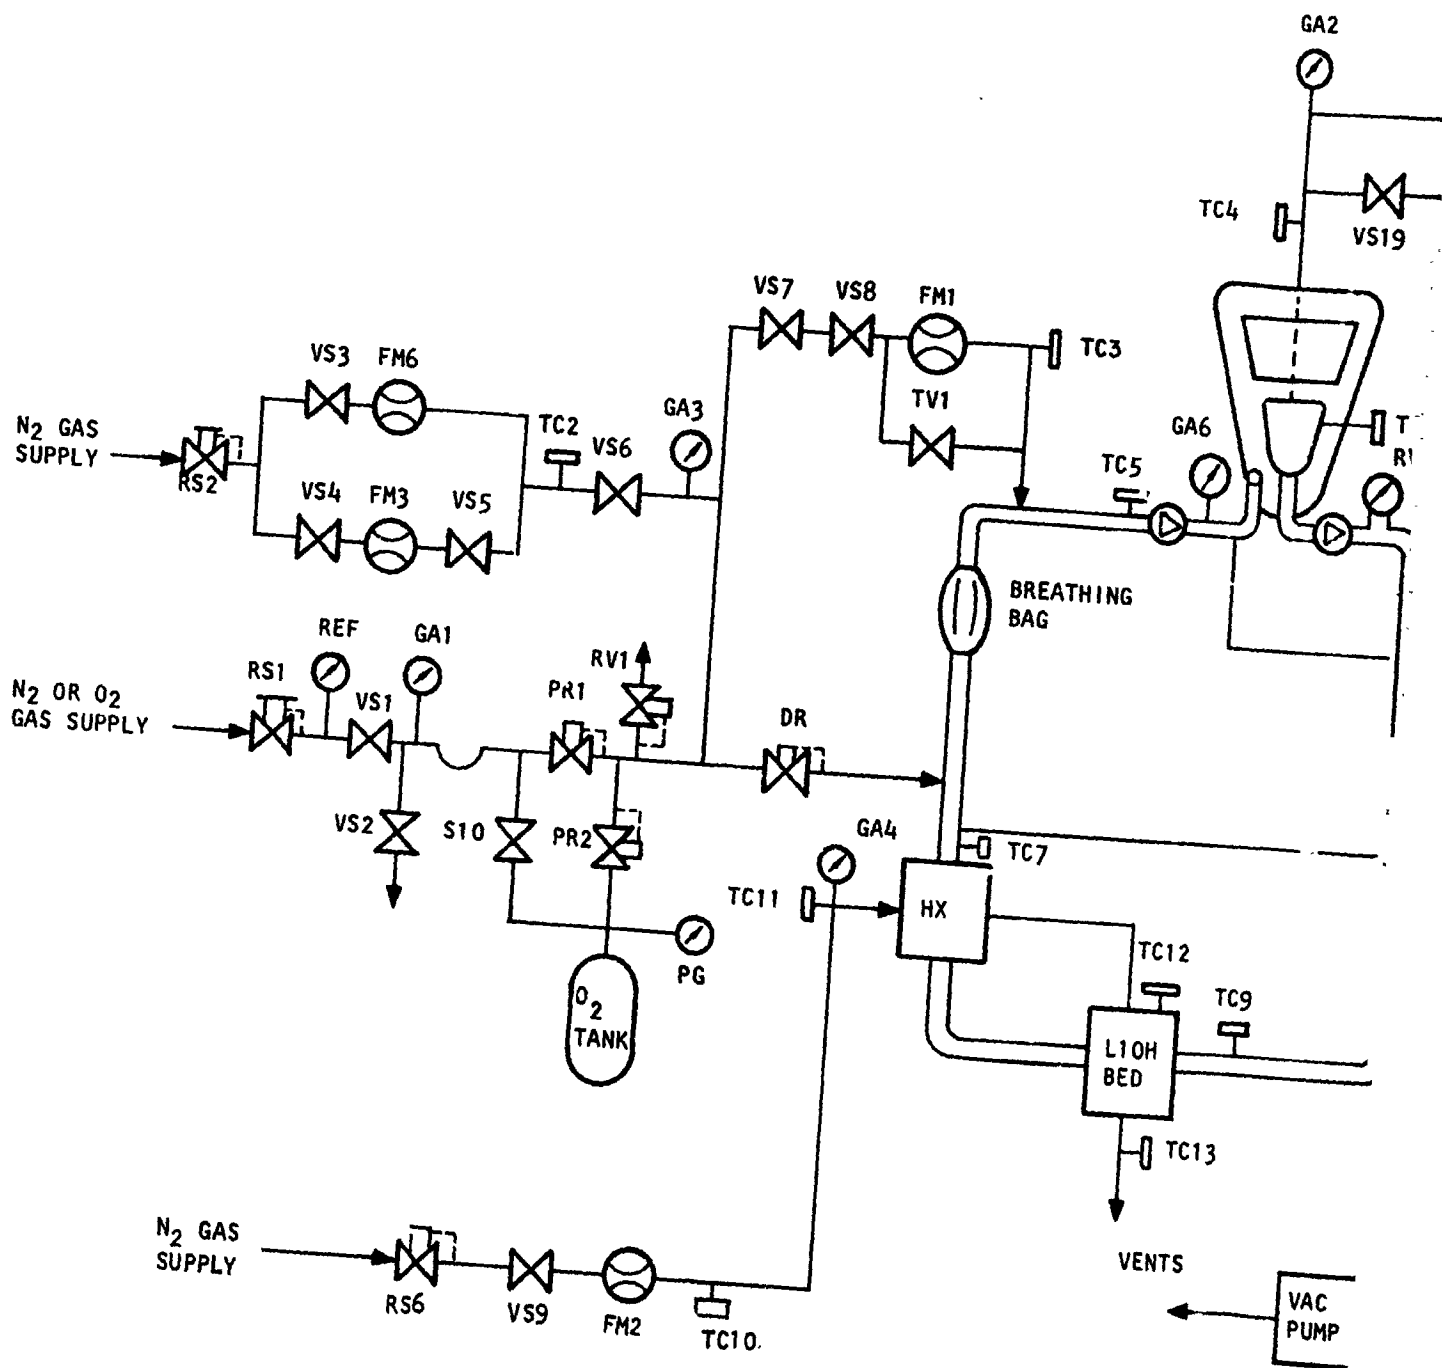 GA2
TC4
VS19
VS7
VS8
FM1
TC3
TV1
VS3
FM6
N2 GAS
SUPPLY
RS2
VS4
FM3
VS5
TC2
VS6
GA3
GA6
TC5
T
BREATHING
BAG
REF
GA1
RS1
VS1
N2 OR O2
GAS SUPPLY
PR1
RV1
DR
VS2
S10
PR2
GA4
TC7
TC11
HX
PG
O2
TANK
TC12
TC9
L1OH
BED
TC13
N2 GAS
SUPPLY
RS6
VS9
FM2
TC10.
VENTS
VAC
PUMP